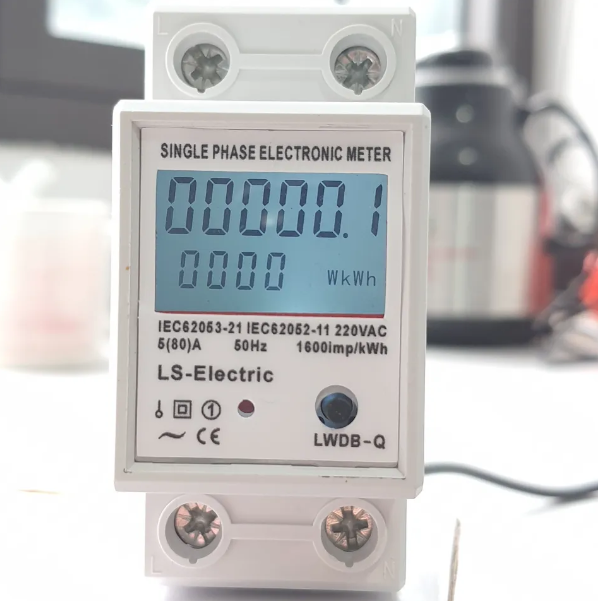 L N
SINGLE PHASE ELECTRONIC METER
00000.1
0000 WkWh
IEC62053-21 IEC62052-11 220VAC
5(80)A 50Hz 1600imp/kWh
LS-Electric
1
CE
LWDB-Q
L N